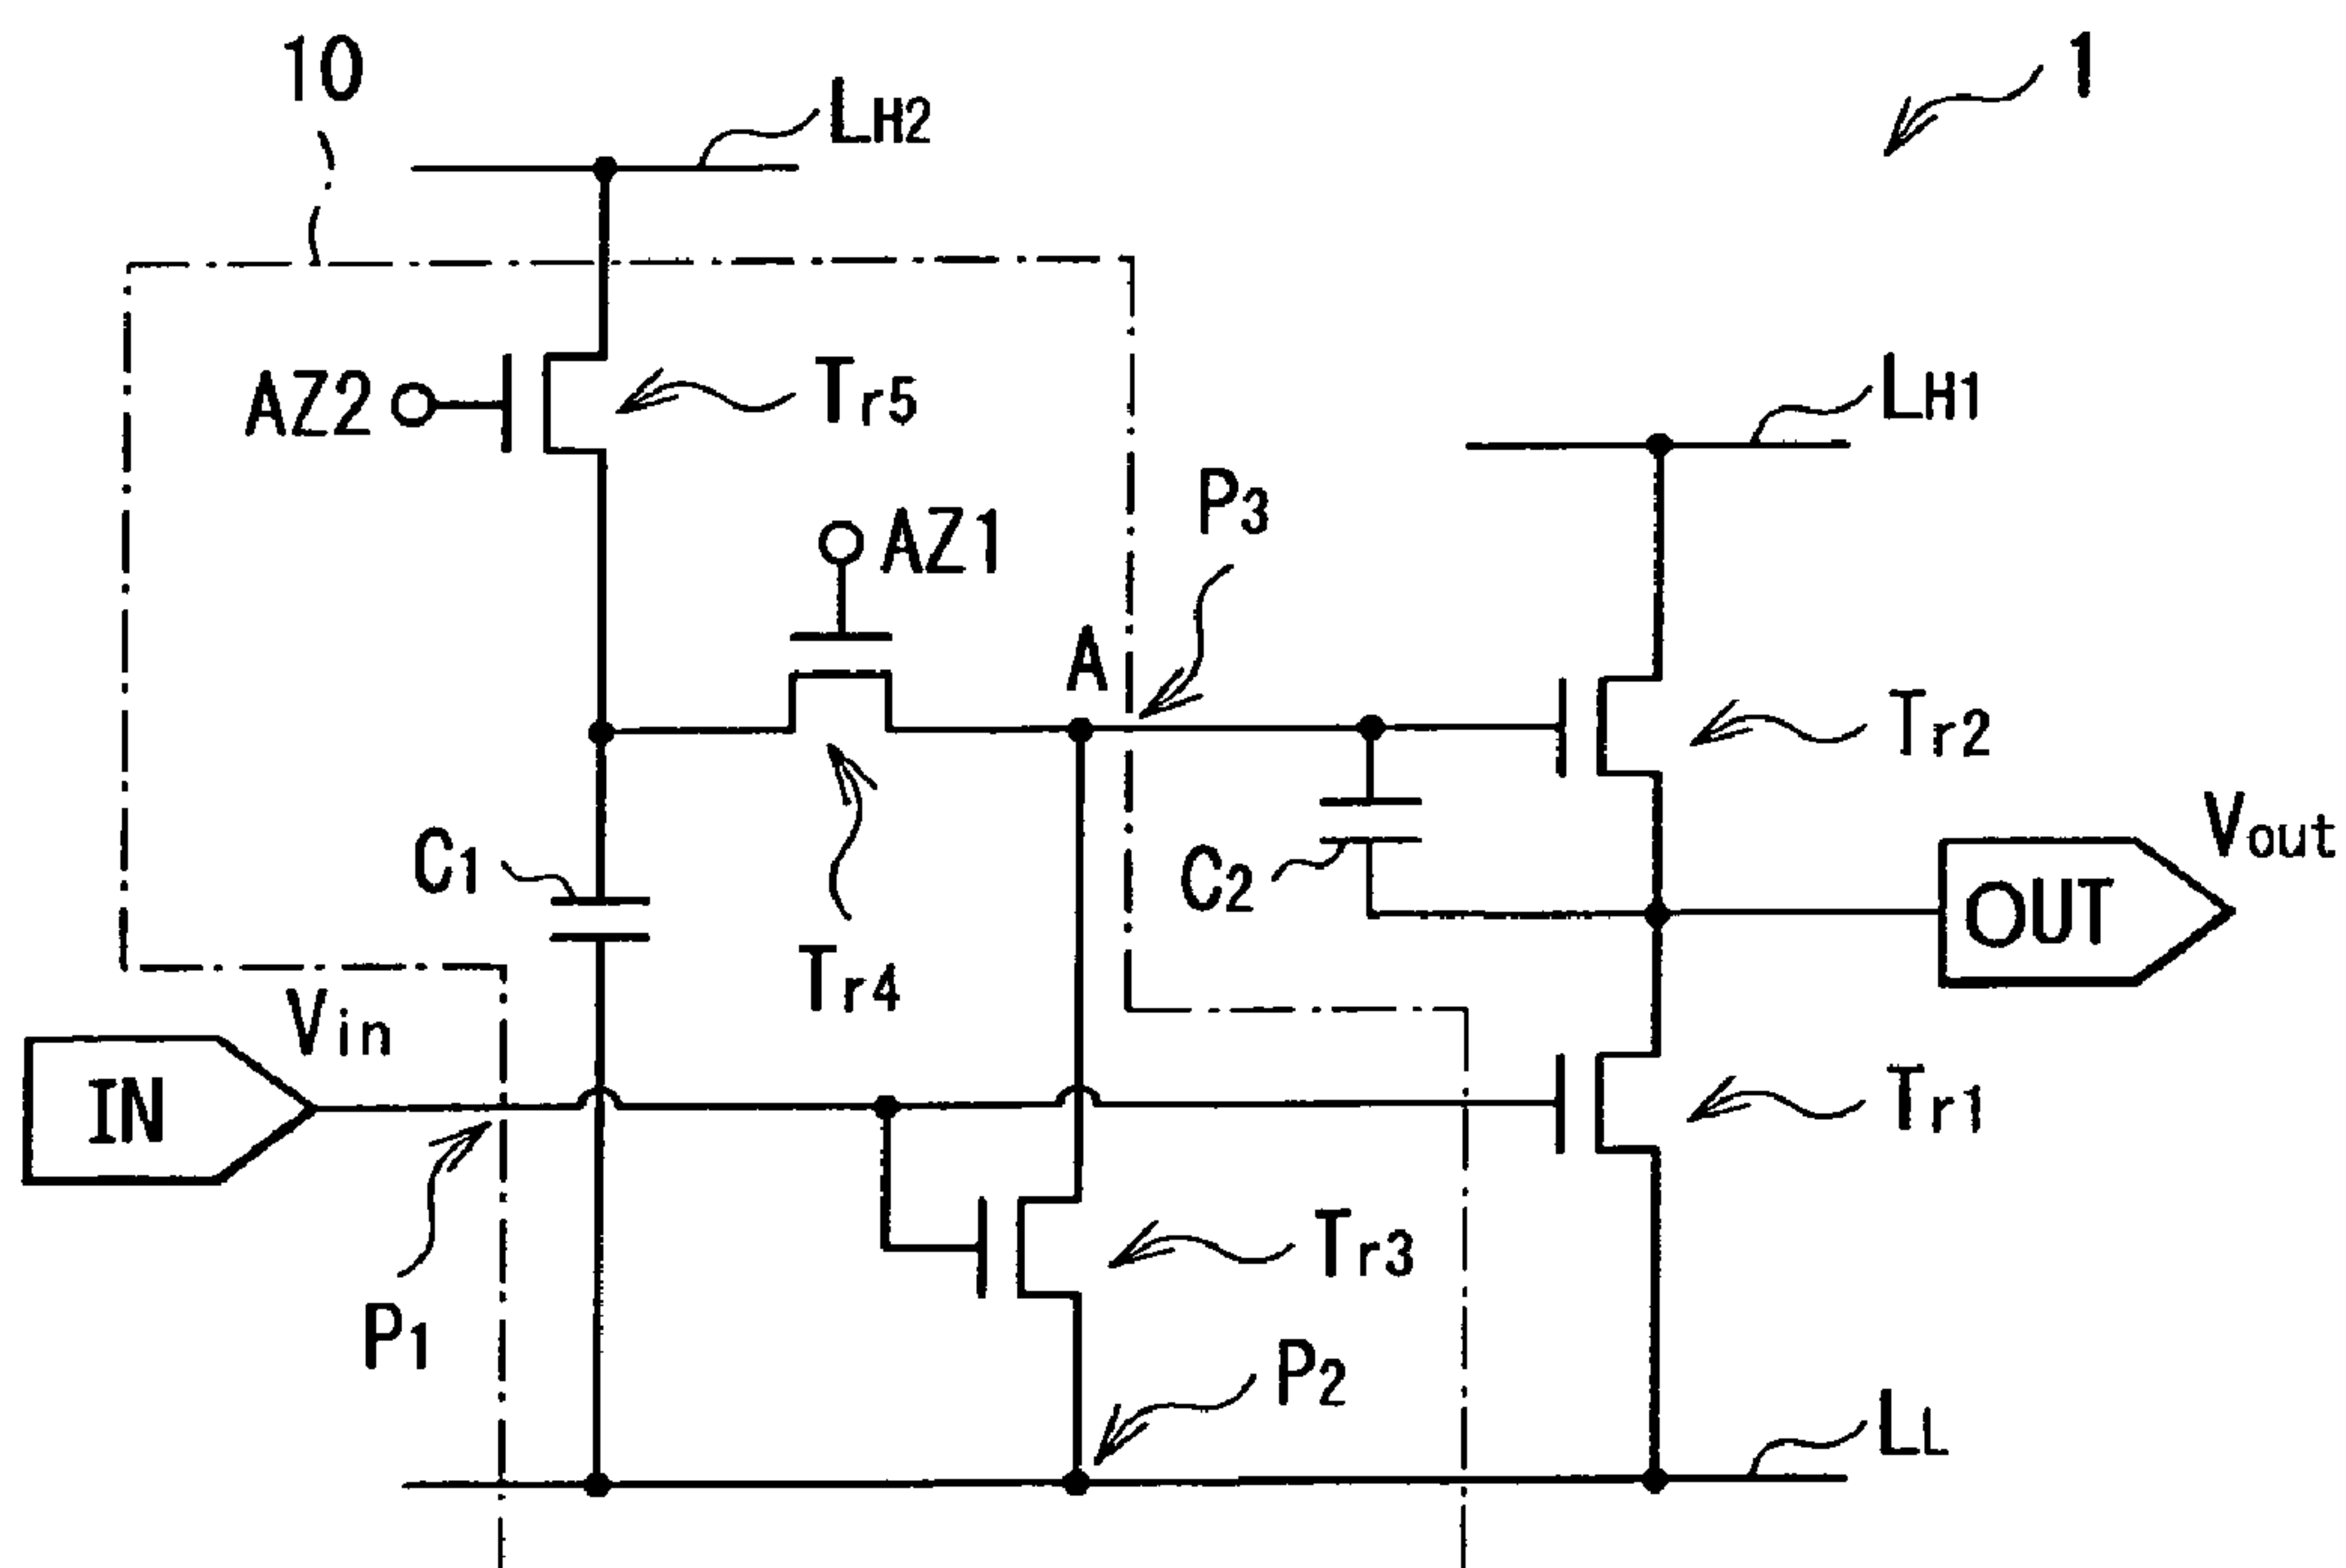 10
1
LH2
LH1
AZ2
Tr5
P3
AZ1
A
Tr2
Vout
C1
C2
OUT
Tr4
Vin
IN
Tr1
Tr3
P1
P2
LL